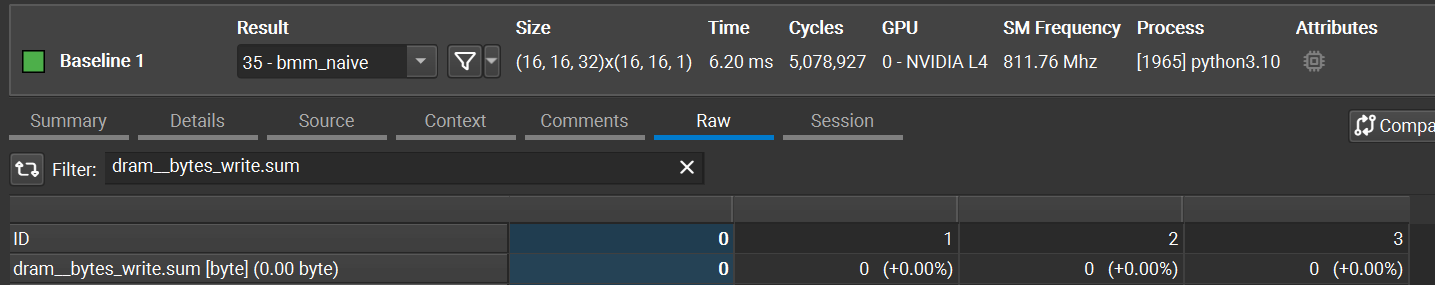 Result Size Time Cycles GPU SM Frequency Process Attributes
Baseline 1 35 - bmm_naive (16, 16, 32)x(16, 16, 1) 6.20 ms 5,078,927 0 - NVIDIA L4 811.76 Mhz [1965] python3.10
Summary Details Source Context Comments Raw Session
Compa
Filter: dram__bytes_write.sum
ID 0 1 2 3
dram__bytes_write.sum [byte] (0.00 byte) 0 0 (+0.00%) 0 (+0.00%) 0 (+0.00%)